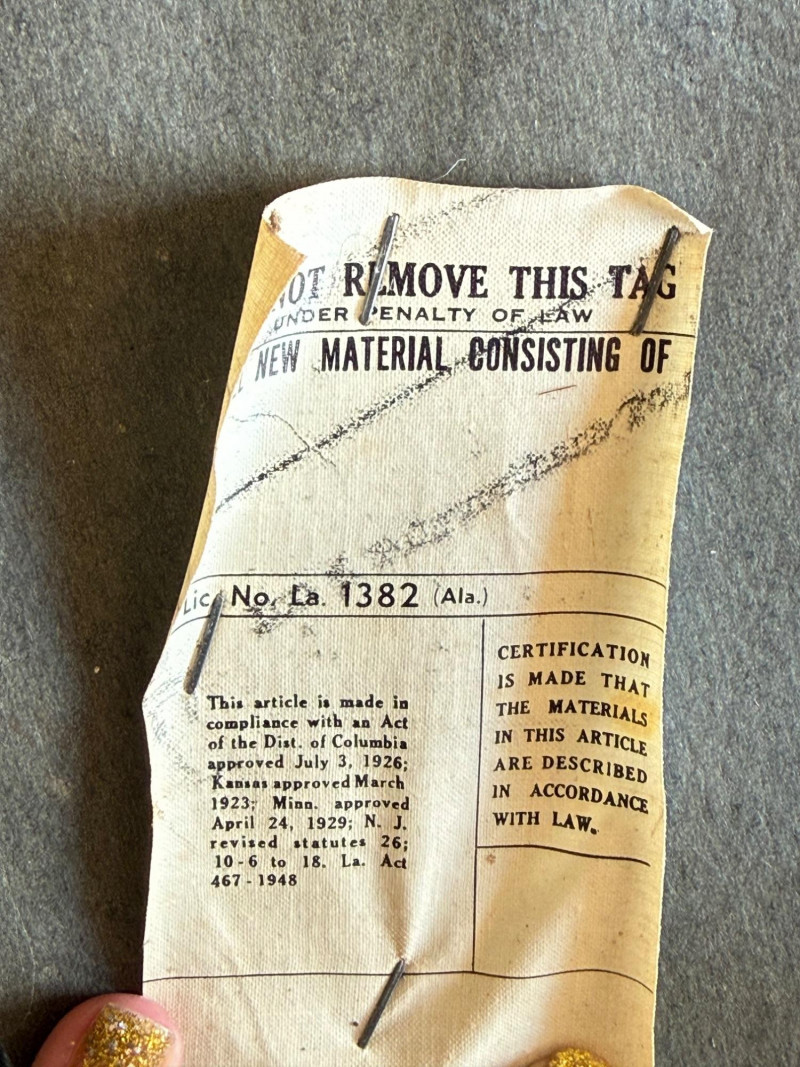 NOT REMOVE THIS TAG
UNDER PENALTY OF LAW
NEW MATERIAL CONSISTING OF
Lic. No. La. 1382 (Ala.)
This article is made in
compliance with an Act
of the Dist. of Columbia
approved July 3, 1926;
Kansas approved March
1923; Minn. approved
April 24, 1929; N. J.
revised statutes 26;
10-6 to 18. La. Act
467-1948
CERTIFICATION
IS MADE THAT
THE MATERIALS
IN THIS ARTICLE
ARE DESCRIBED
IN ACCORDANCE
WITH LAW.